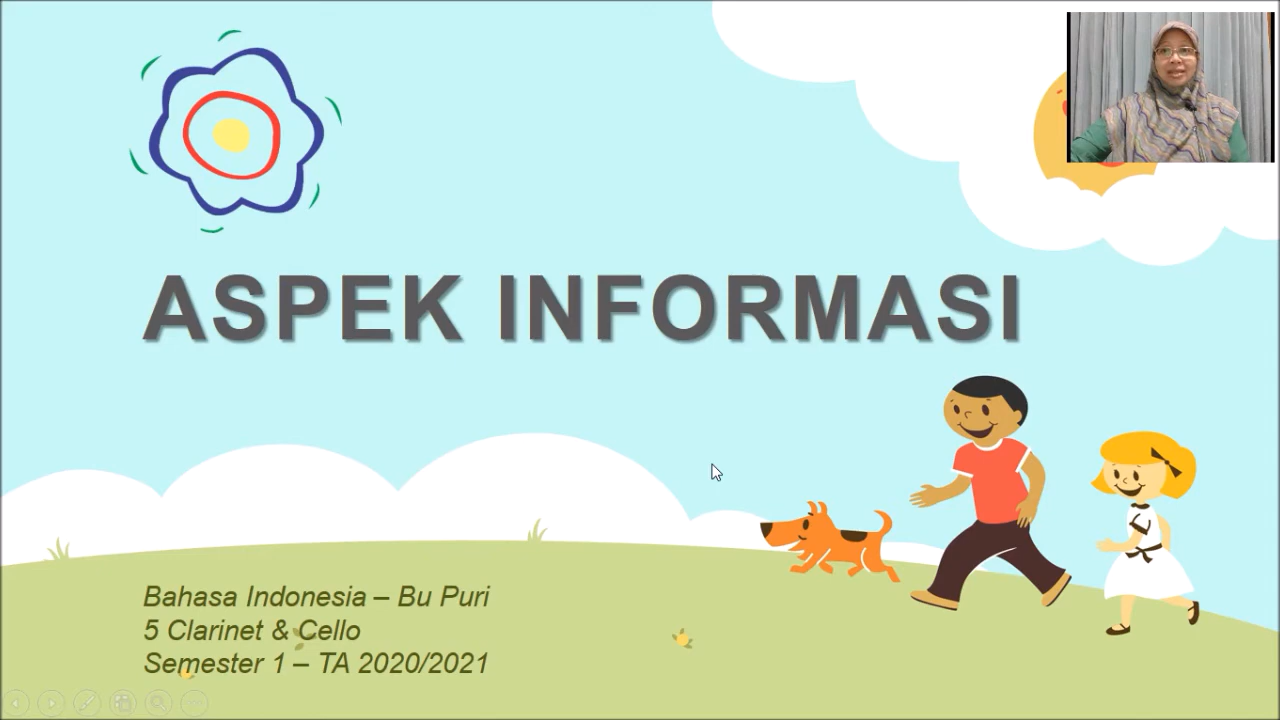 ASPEK INFORMASI
Bahasa Indonesia – Bu Puri
5 Clarinet & Cello
Semester 1 – TA 2020/2021